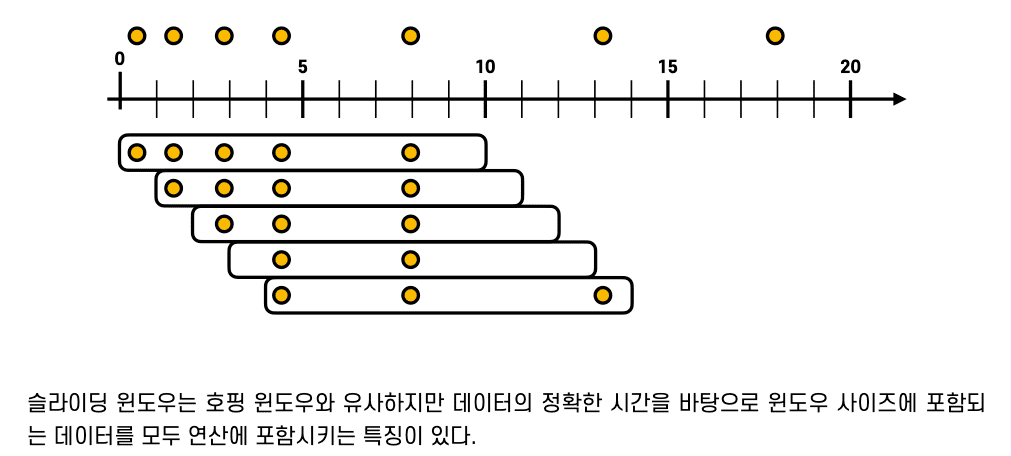 0 5 10 15 20
슬라이딩 윈도우는 호핑 윈도우와 유사하지만 데이터의 정확한 시간을 바탕으로 윈도우 사이즈에 포함되
는 데이터를 모두 연산에 포함시키는 특징이 있다.